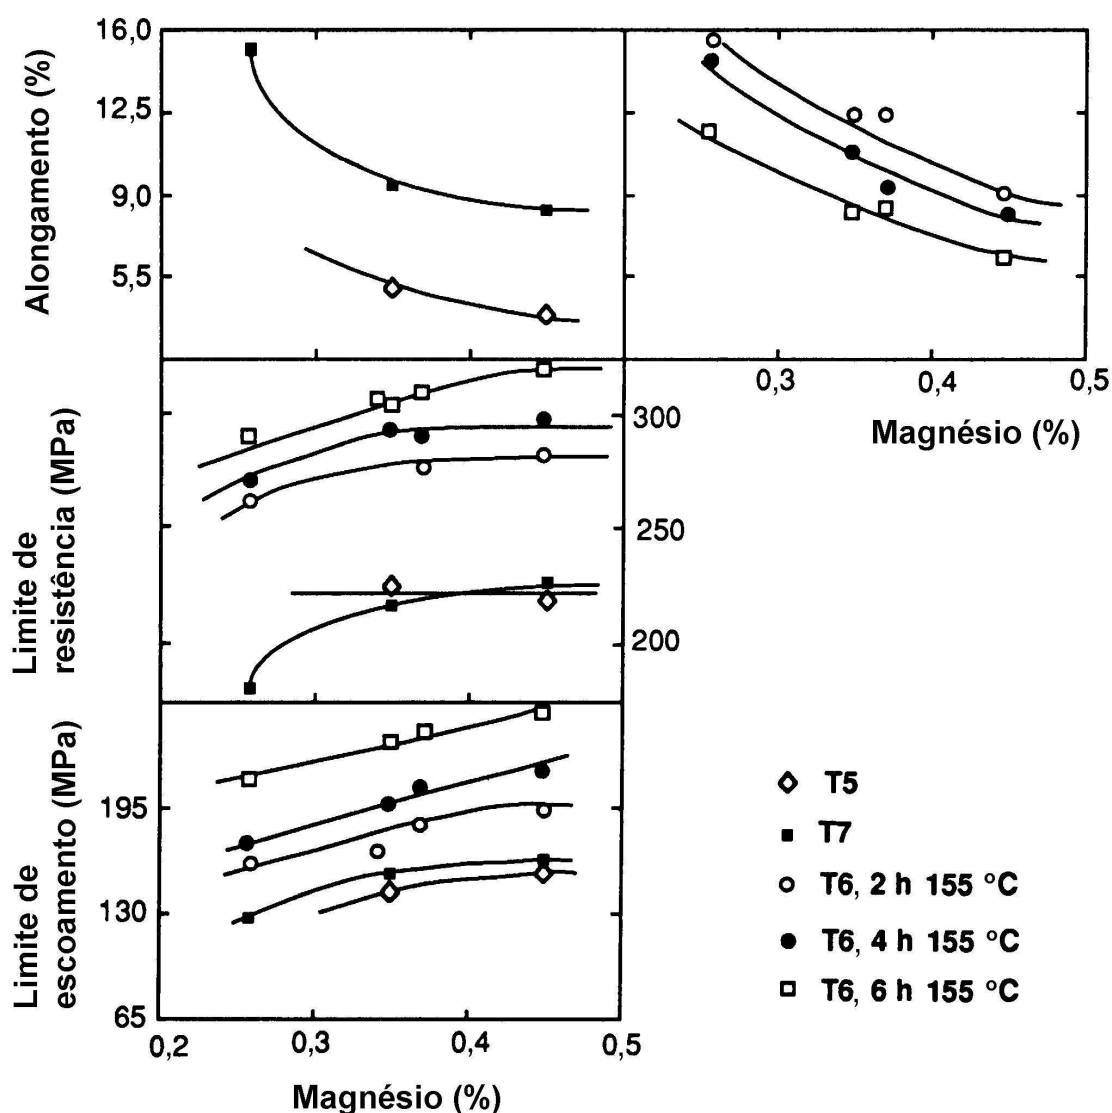 Alongamento (%)
16,0
12,5
9,0
5,5
0,3
0,4
0,5
Magnésio (%)
Limite de
resistência (MPa)
300
250
200
Limite de
escoamento (MPa)
195
130
65
0,2
0,3
0,4
0,5
Magnésio (%)
T5
T7
T6, 2 h 155 °C
T6, 4 h 155 °C
T6, 6 h 155 °C